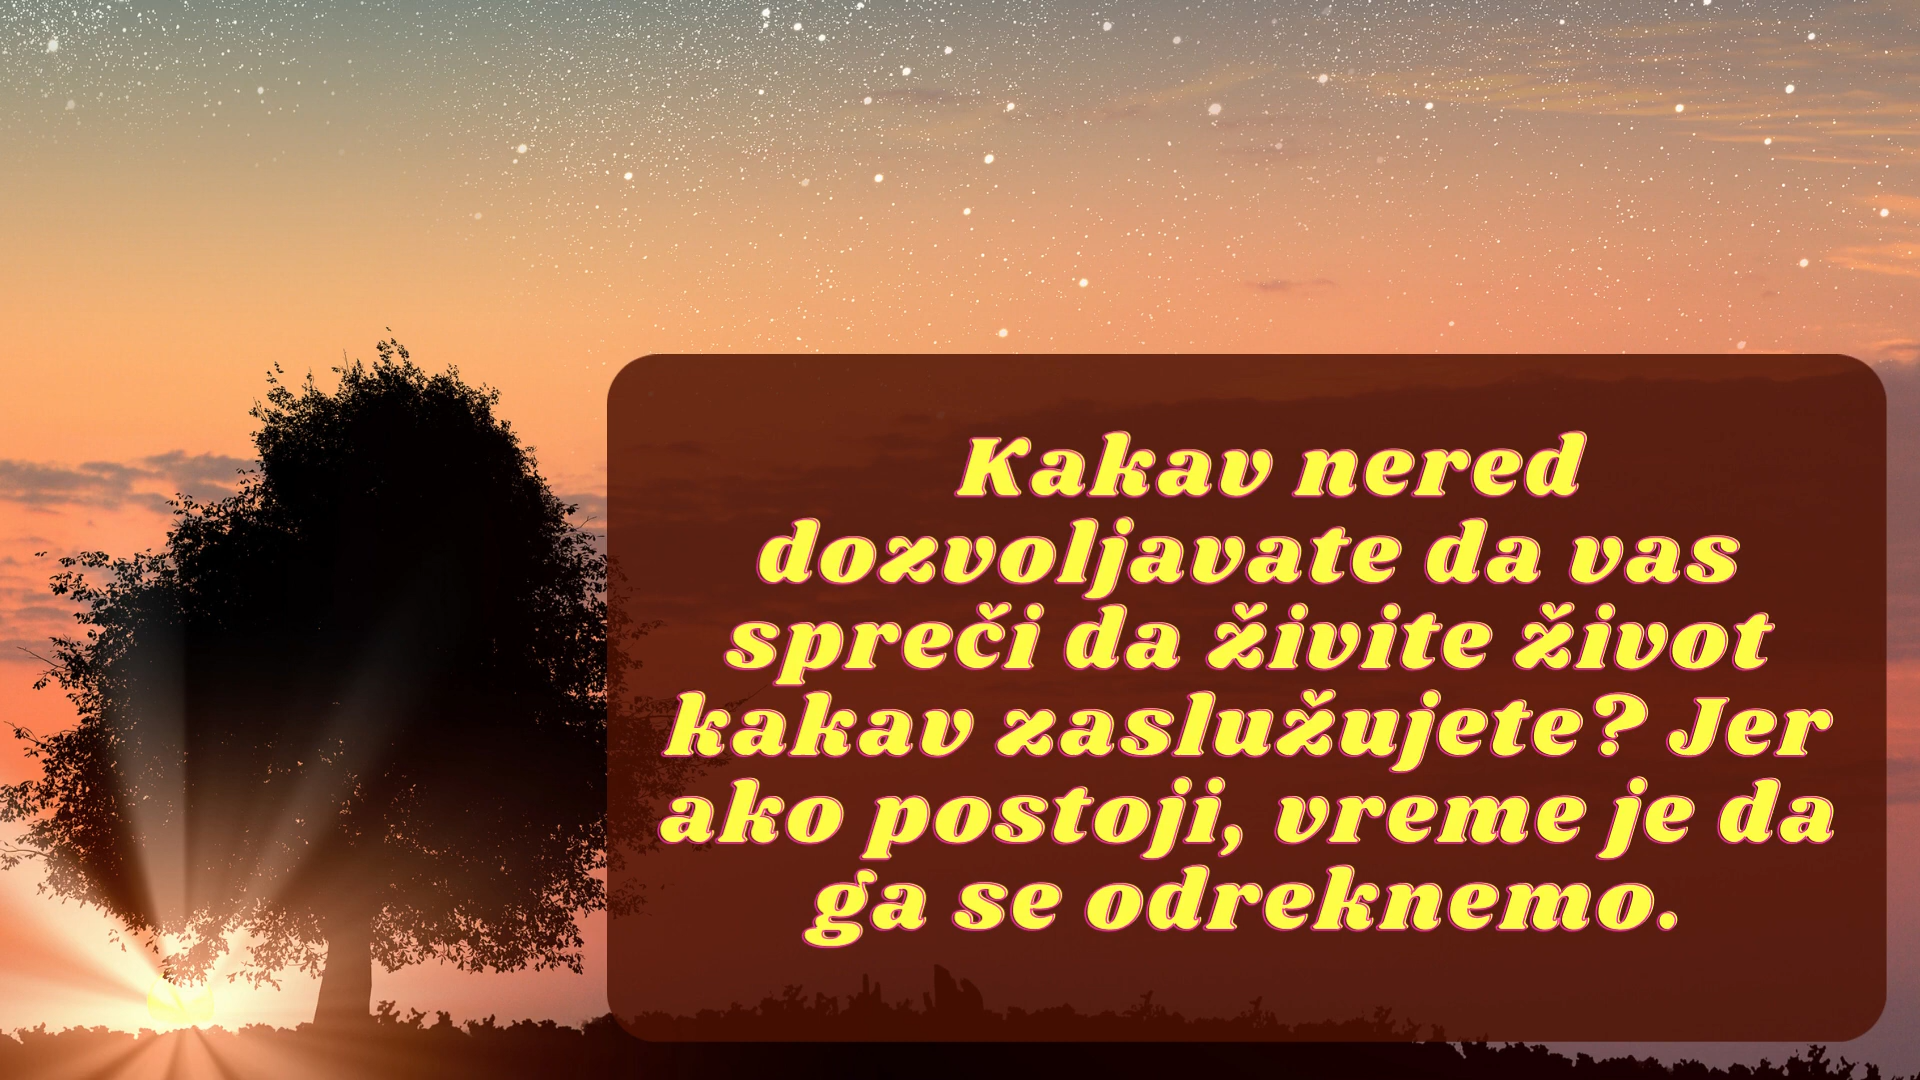 Kakav nered
dozvoljavate da vas
spreči da živite život
kakav zaslužujete? Jer
ako postoji, vreme je da
ga se odreknemo.